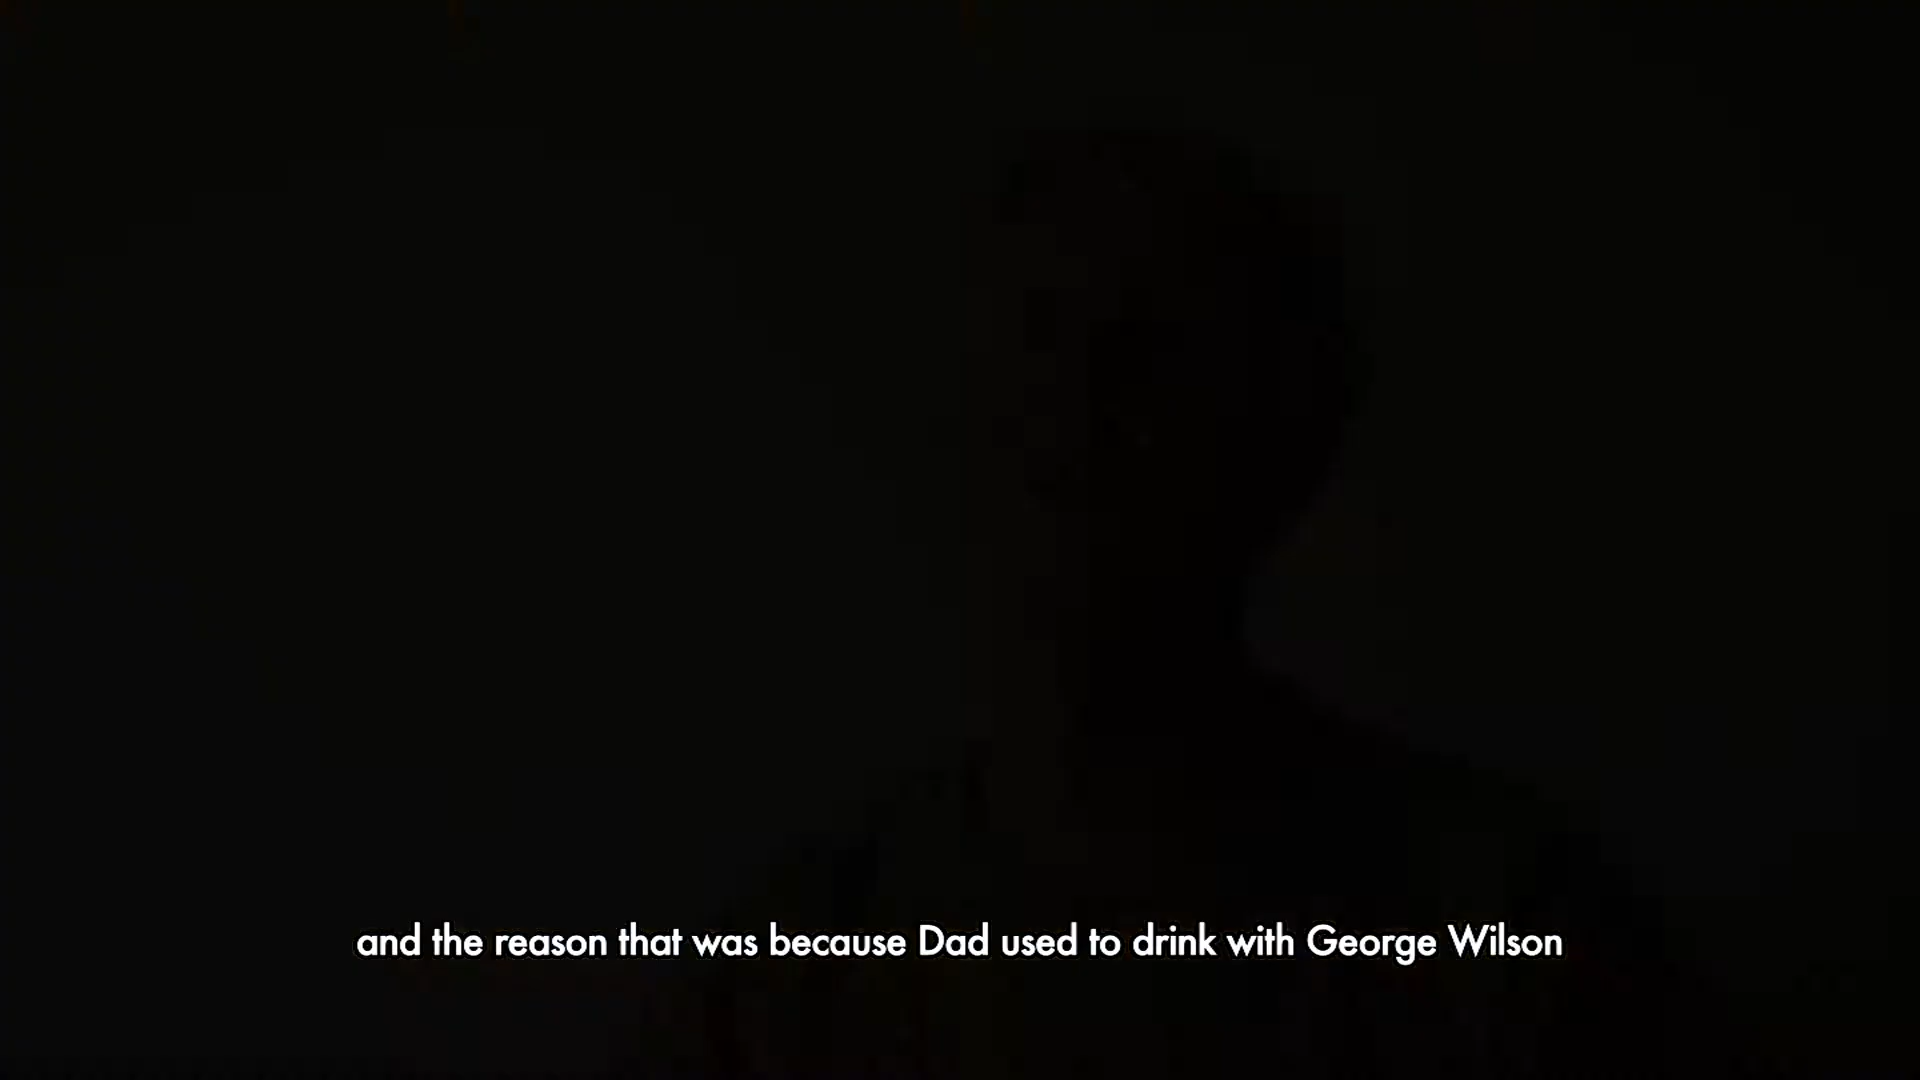 and the reason that was because Dad used to drink with George Wilson